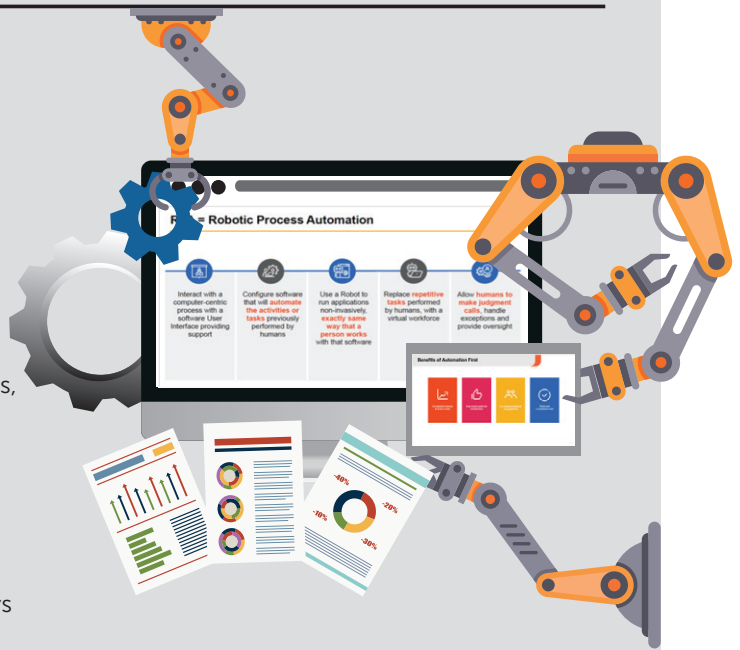 s,
= Robotic Process Automation
Interact with a
computer-centric
process with a
software User
Interface providing
support
Configure software
that will automate
the activities or
tasks previously
performed by
humans
Use a Robot to
run applications
non-invasively,
exactly same
way that a
person works
with that software
Replace repetitive
tasks performed
by humans, with a
virtual workforce
Allow humans to
make judgment
calls, handle
exceptions and
provide oversight
Benefits of Automation First
-40%
-20%
-10%
-30%
s